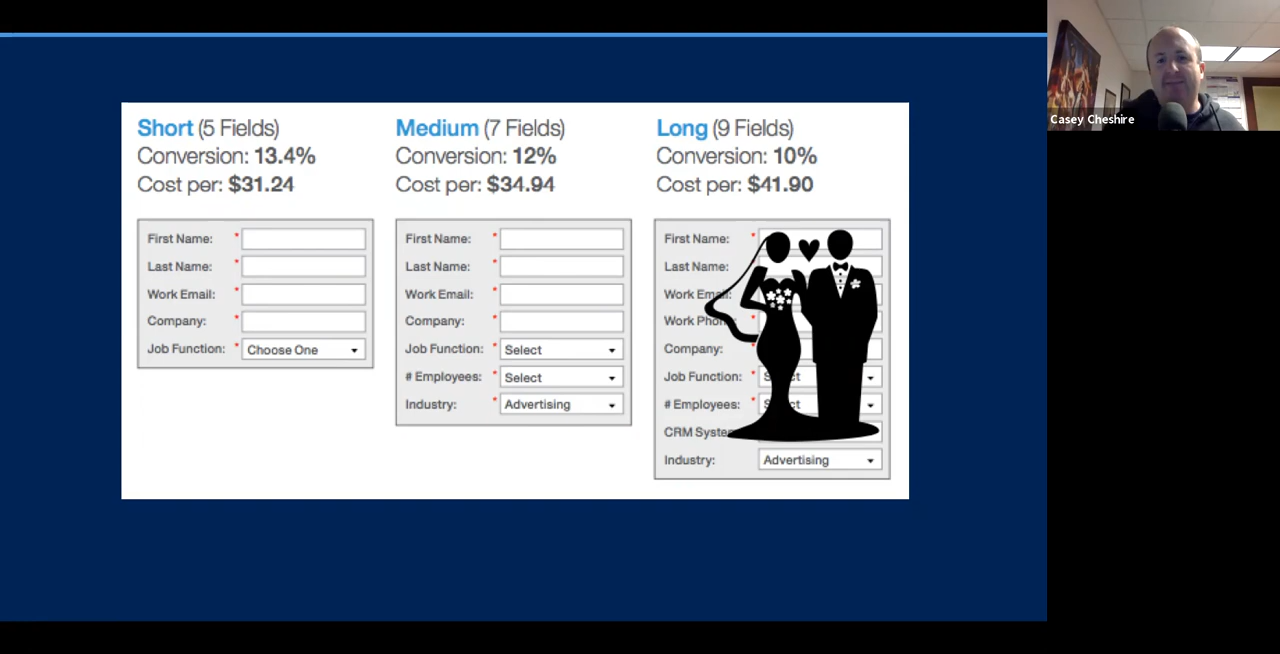 Short (5 Fields)
Conversion: 13.4%
Cost per: $31.24
First Name: *
Last Name: *
Work Email: *
Company: *
Job Function: * Choose One
Medium (7 Fields)
Conversion: 12%
Cost per: $34.94
First Name: *
Last Name: *
Work Email: *
Company: *
Job Function: * Select
# Employees: * Select
Industry: * Advertising
Long (9 Fields)
Conversion: 10%
Cost per: $41.90
First Name: *
Last Name:
Work
Work
Company: *
Job Function: *
# Employees: *
CRM
Industry: Advertising
Casey Cheshire